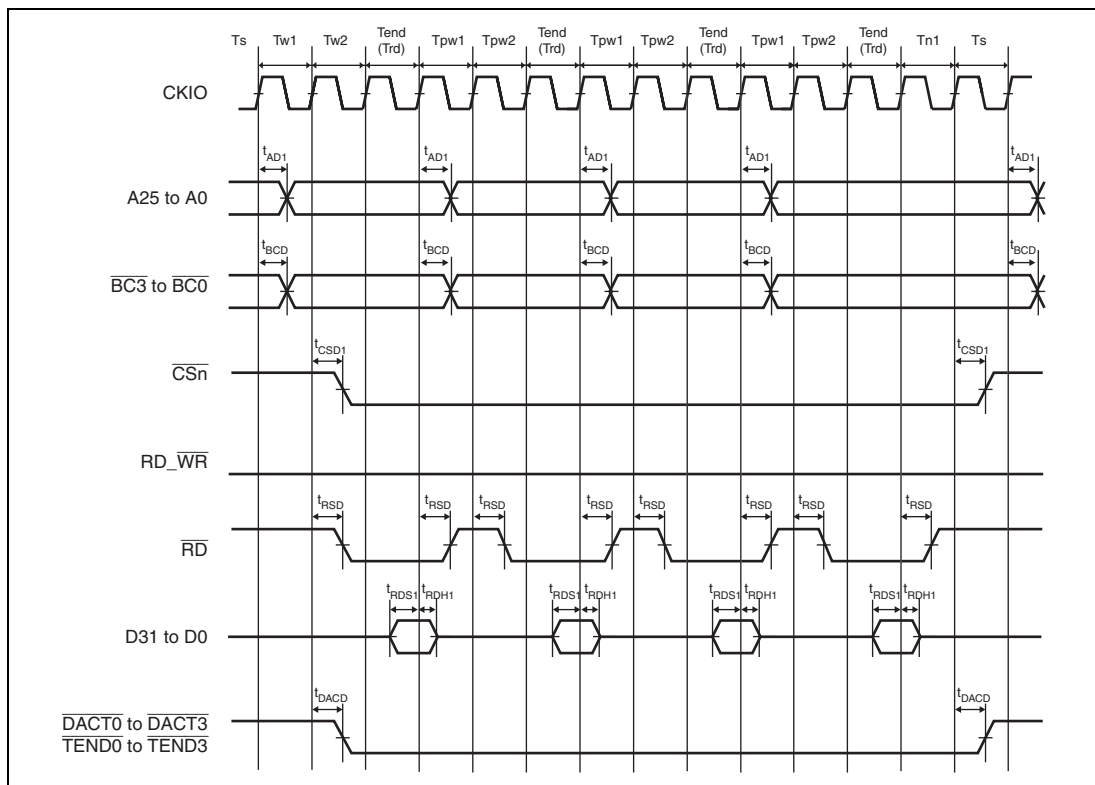 Ts Tw1 Tw2 Tend (Trd) Tpw1 Tpw2 Tend (Trd) Tpw1 Tpw2 Tend (Trd) Tpw1 Tpw2 Tend (Trd) Tn1 Ts
CKIO
tAD1 tAD1 tAD1 tAD1 tAD1
A25 to A0
tBCD tBCD tBCD tBCD tBCD
BC3 to BC0
tCSD1 tCSD1
CSn
RD_WR
tRSD tRSD tRSD tRSD tRSD tRSD tRSD tRSD
RD
tRDS1 tRDH1 tRDS1 tRDH1 tRDS1 tRDH1 tRDS1 tRDH1
D31 to D0
tDACD tDACD
DACT0 to DACT3
TEND0 to TEND3